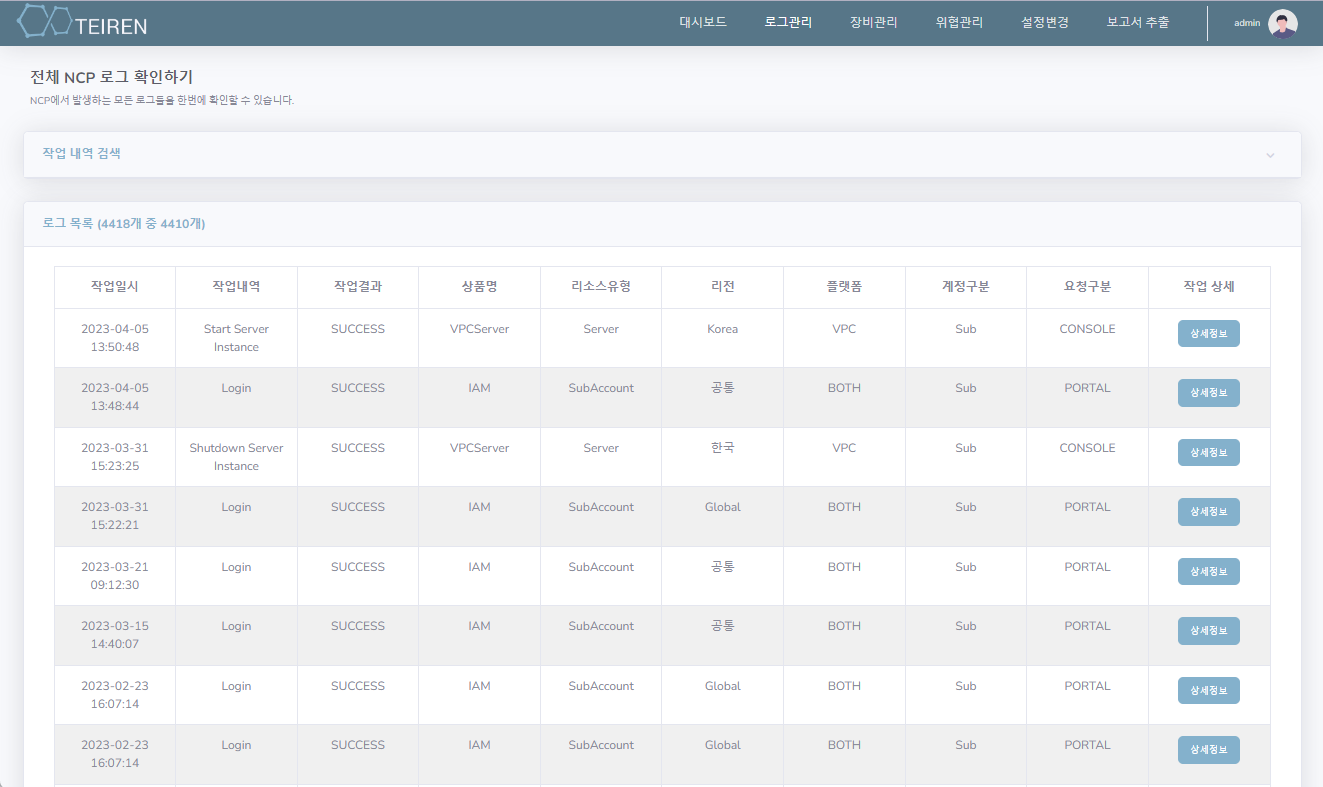 TEIREN
대시보드 로그관리 장비관리 위협관리 설정변경 보고서 추출 admin
전체 NCP 로그 확인하기
NCP에서 발생하는 모든 로그들을 한번에 확인할 수 있습니다.
작업 내역 검색
로그 목록 (4418개 중 4410개)
작업일시 작업내역 작업결과 상품명 리소스유형 리전 플랫폼 계정구분 요청구분 작업 상세
2023-04-05 Start Server SUCCESS VPCServer Server Korea VPC Sub CONSOLE 상세정보
13:50:48 Instance
2023-04-05 Login SUCCESS IAM SubAccount 공통 BOTH Sub PORTAL 상세정보
13:48:44
2023-03-31 Shutdown Server SUCCESS VPCServer Server 한국 VPC Sub CONSOLE 상세정보
15:23:25 Instance
2023-03-31 Login SUCCESS IAM SubAccount Global BOTH Sub PORTAL 상세정보
15:22:21
2023-03-21 Login SUCCESS IAM SubAccount 공통 BOTH Sub PORTAL 상세정보
09:12:30
2023-03-15 Login SUCCESS IAM SubAccount 공통 BOTH Sub PORTAL 상세정보
14:40:07
2023-02-23 Login SUCCESS IAM SubAccount Global BOTH Sub PORTAL 상세정보
16:07:14
2023-02-23 Login SUCCESS IAM SubAccount Global BOTH Sub PORTAL 상세정보
16:07:14